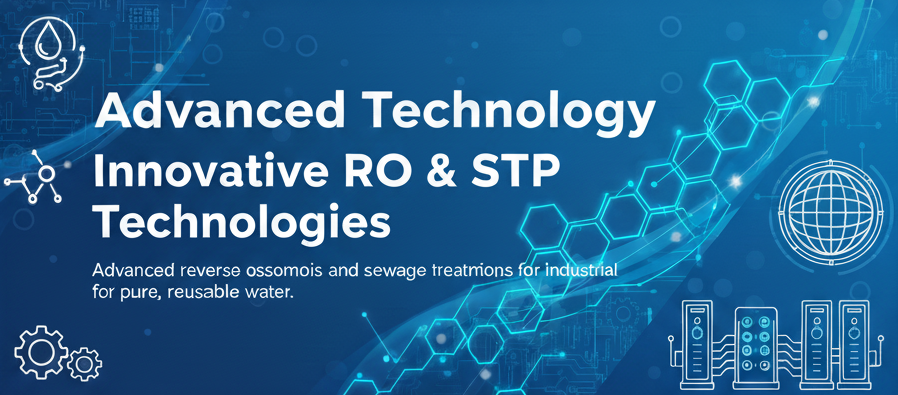 Advanced Technology
Innovative RO & STP
Technologies
Advanced reverse ossomois and sewage treatmions for industrial
for pure, reusable water.